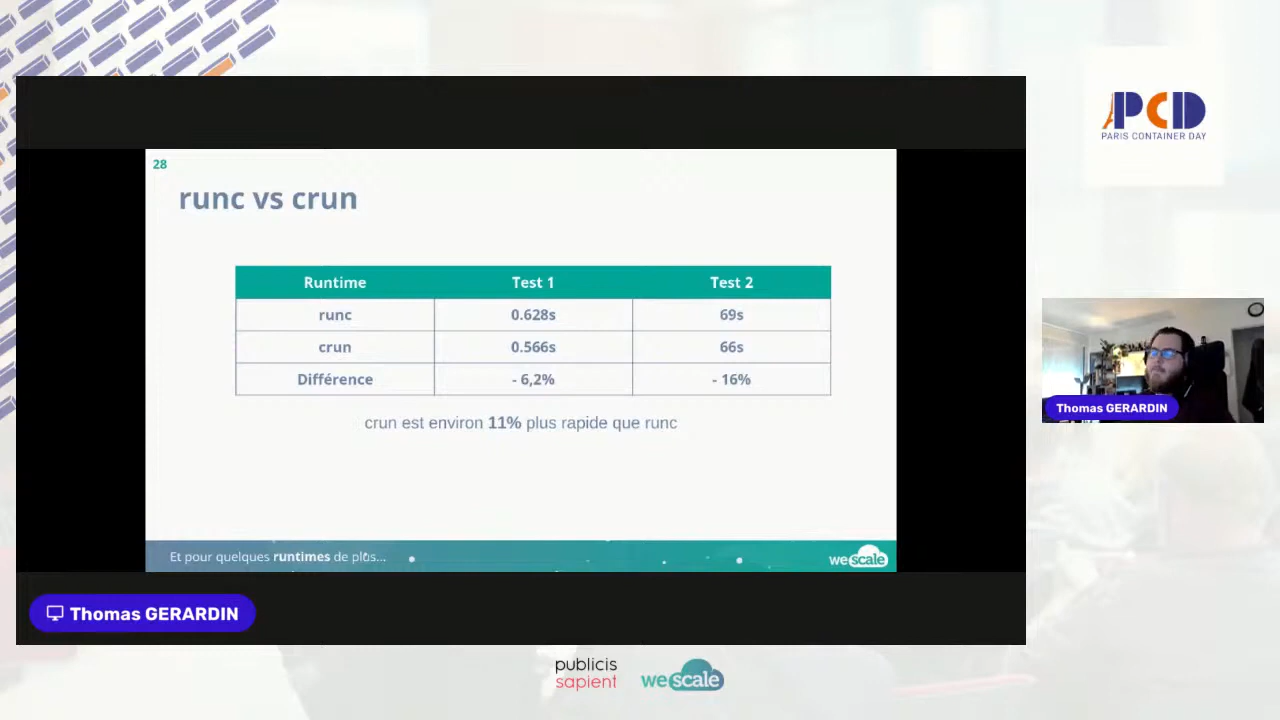 PCD
PARIS CONTAINER DAY
28
runc vs crun
Runtime Test 1 Test 2
runc 0.628s 69s
crun 0.566s 66s
Différence - 6,2% - 16%
crun est environ 11% plus rapide que runc
Et pour quelques runtimes de plus...
wescale
Thomas GERARDIN
Thomas GERARDIN
publicis
sapient
wescale